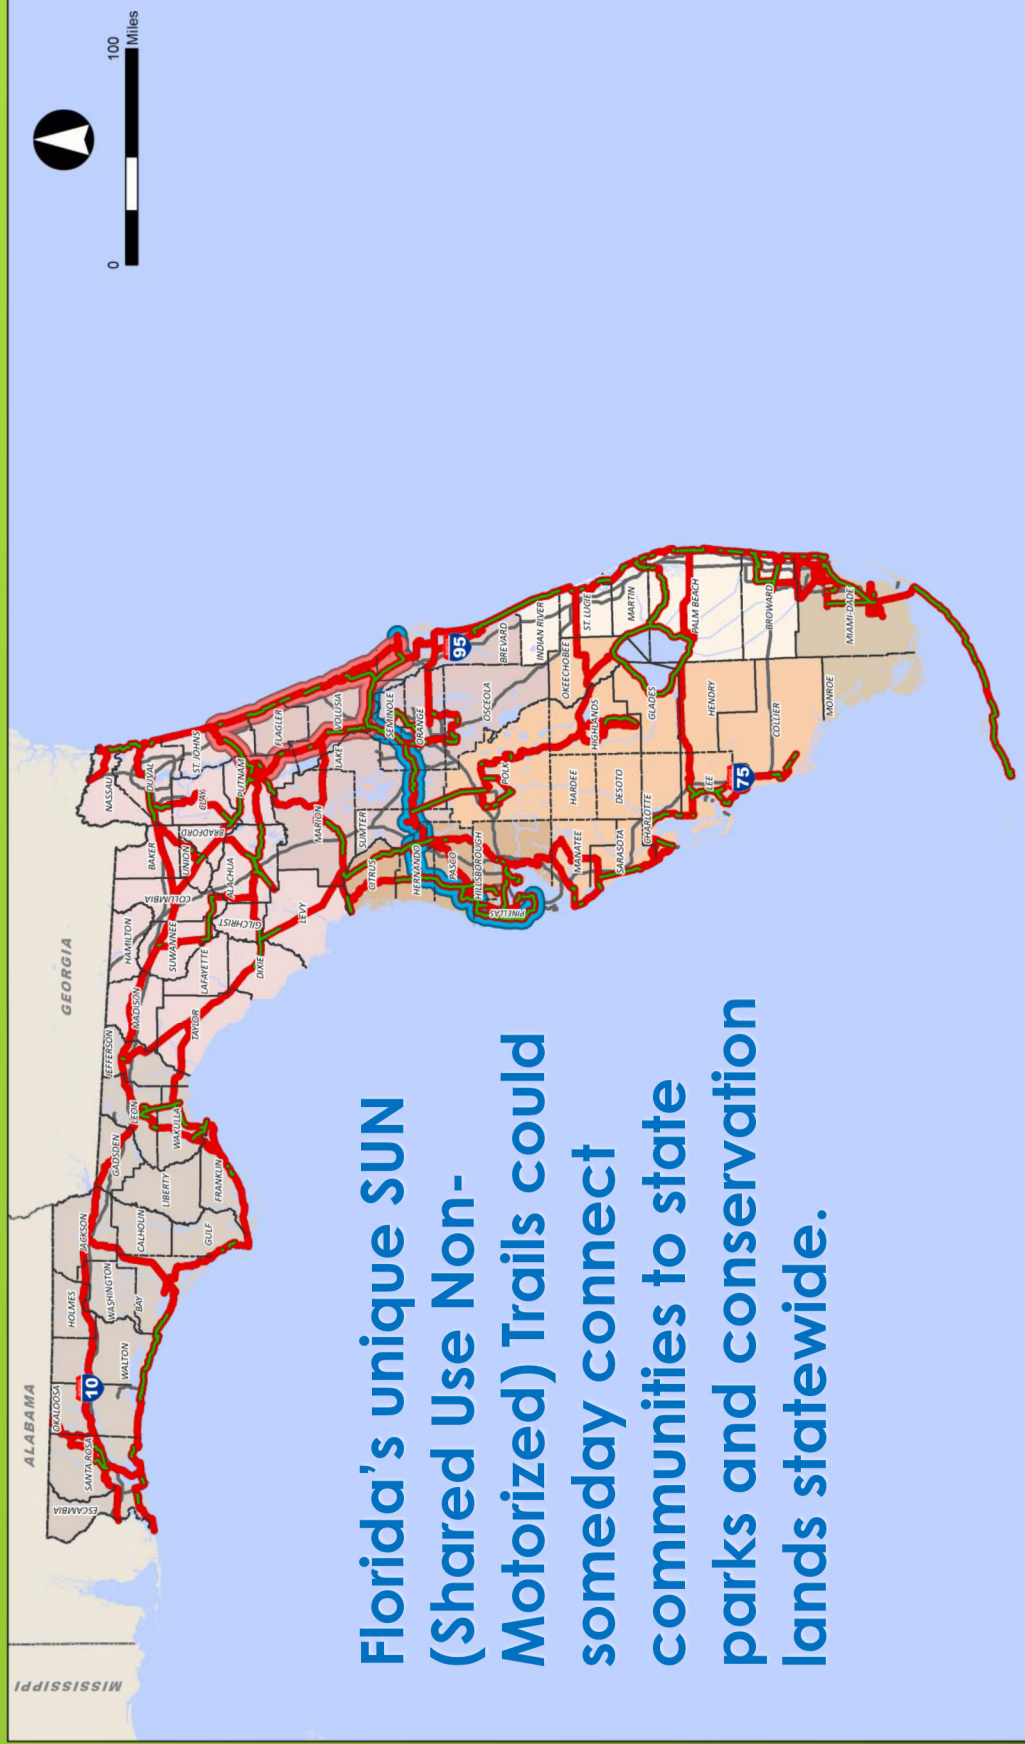 ALABAMA
GEORGIA
MISSISSIPPI
0 100
Miles
ESCAMBIA
SANTA ROSA
OKALOOSA
10
WALTON
HOLMES
WASHINGTON
BAY
JACKSON
CALHOUN
GULF
GADSDEN
LIBERTY
FRANKLIN
LEON
WAKULLA
JEFFERSON
MADISON
TAYLOR
HAMILTON
SUWANNEE
LAFAYETTE
DIXIE
COLUMBIA
GILCHRIST
LEVY
BAKER
UNION
BRADFORD
ALACHUA
NASSAU
DUVAL
CLAY
ST. JOHNS
PUTNAM
FLAGLER
MARION
VOLUSIA
CITRUS
SUMTER
LAKE
SEMINOLE
HERNANDO
ORANGE
PASCO
95
PINELLAS
HILLSBOROUGH
POLK
OSCEOLA
BREVARD
INDIAN RIVER
MANATEE
HARDEE
HIGHLANDS
OKEECHOBEE
ST. LUCIE
SARASOTA
DESOTO
MARTIN
CHARLOTTE
GLADES
LEE
HENDRY
PALM BEACH
75
COLLIER
BROWARD
MONROE
MIAMI-DADE
Florida's unique SUN
(Shared Use Non-
Motorized) Trails could
someday connect
communities to state
parks and conservation
lands statewide.